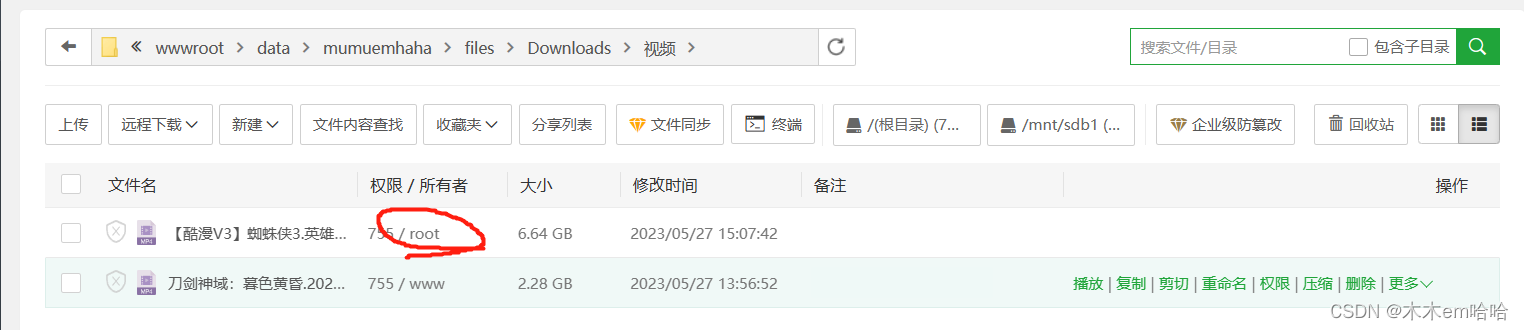 wwwroot > data > mumuemhaha > files > Downloads > 视频 >
搜索文件/目录 包含子目录
上传 远程下载 新建 文件内容查找 收藏夹 分享列表 文件同步 终端 /(根目录) (7... /mnt/sdb1 (... 企业级防篡改 回收站
文件名 权限 / 所有者 大小 修改时间 备注 操作
MP4 【酷漫V3】蜘蛛侠3.英雄... 755 / root 6.64 GB 2023/05/27 15:07:42
MP4 刀剑神域：暮色黄昏.202... 755 / www 2.28 GB 2023/05/27 13:56:52 播放 | 复制 | 剪切 | 重命名 | 权限 | 压缩 | 删除 | 更多
CSDN @木木em哈哈